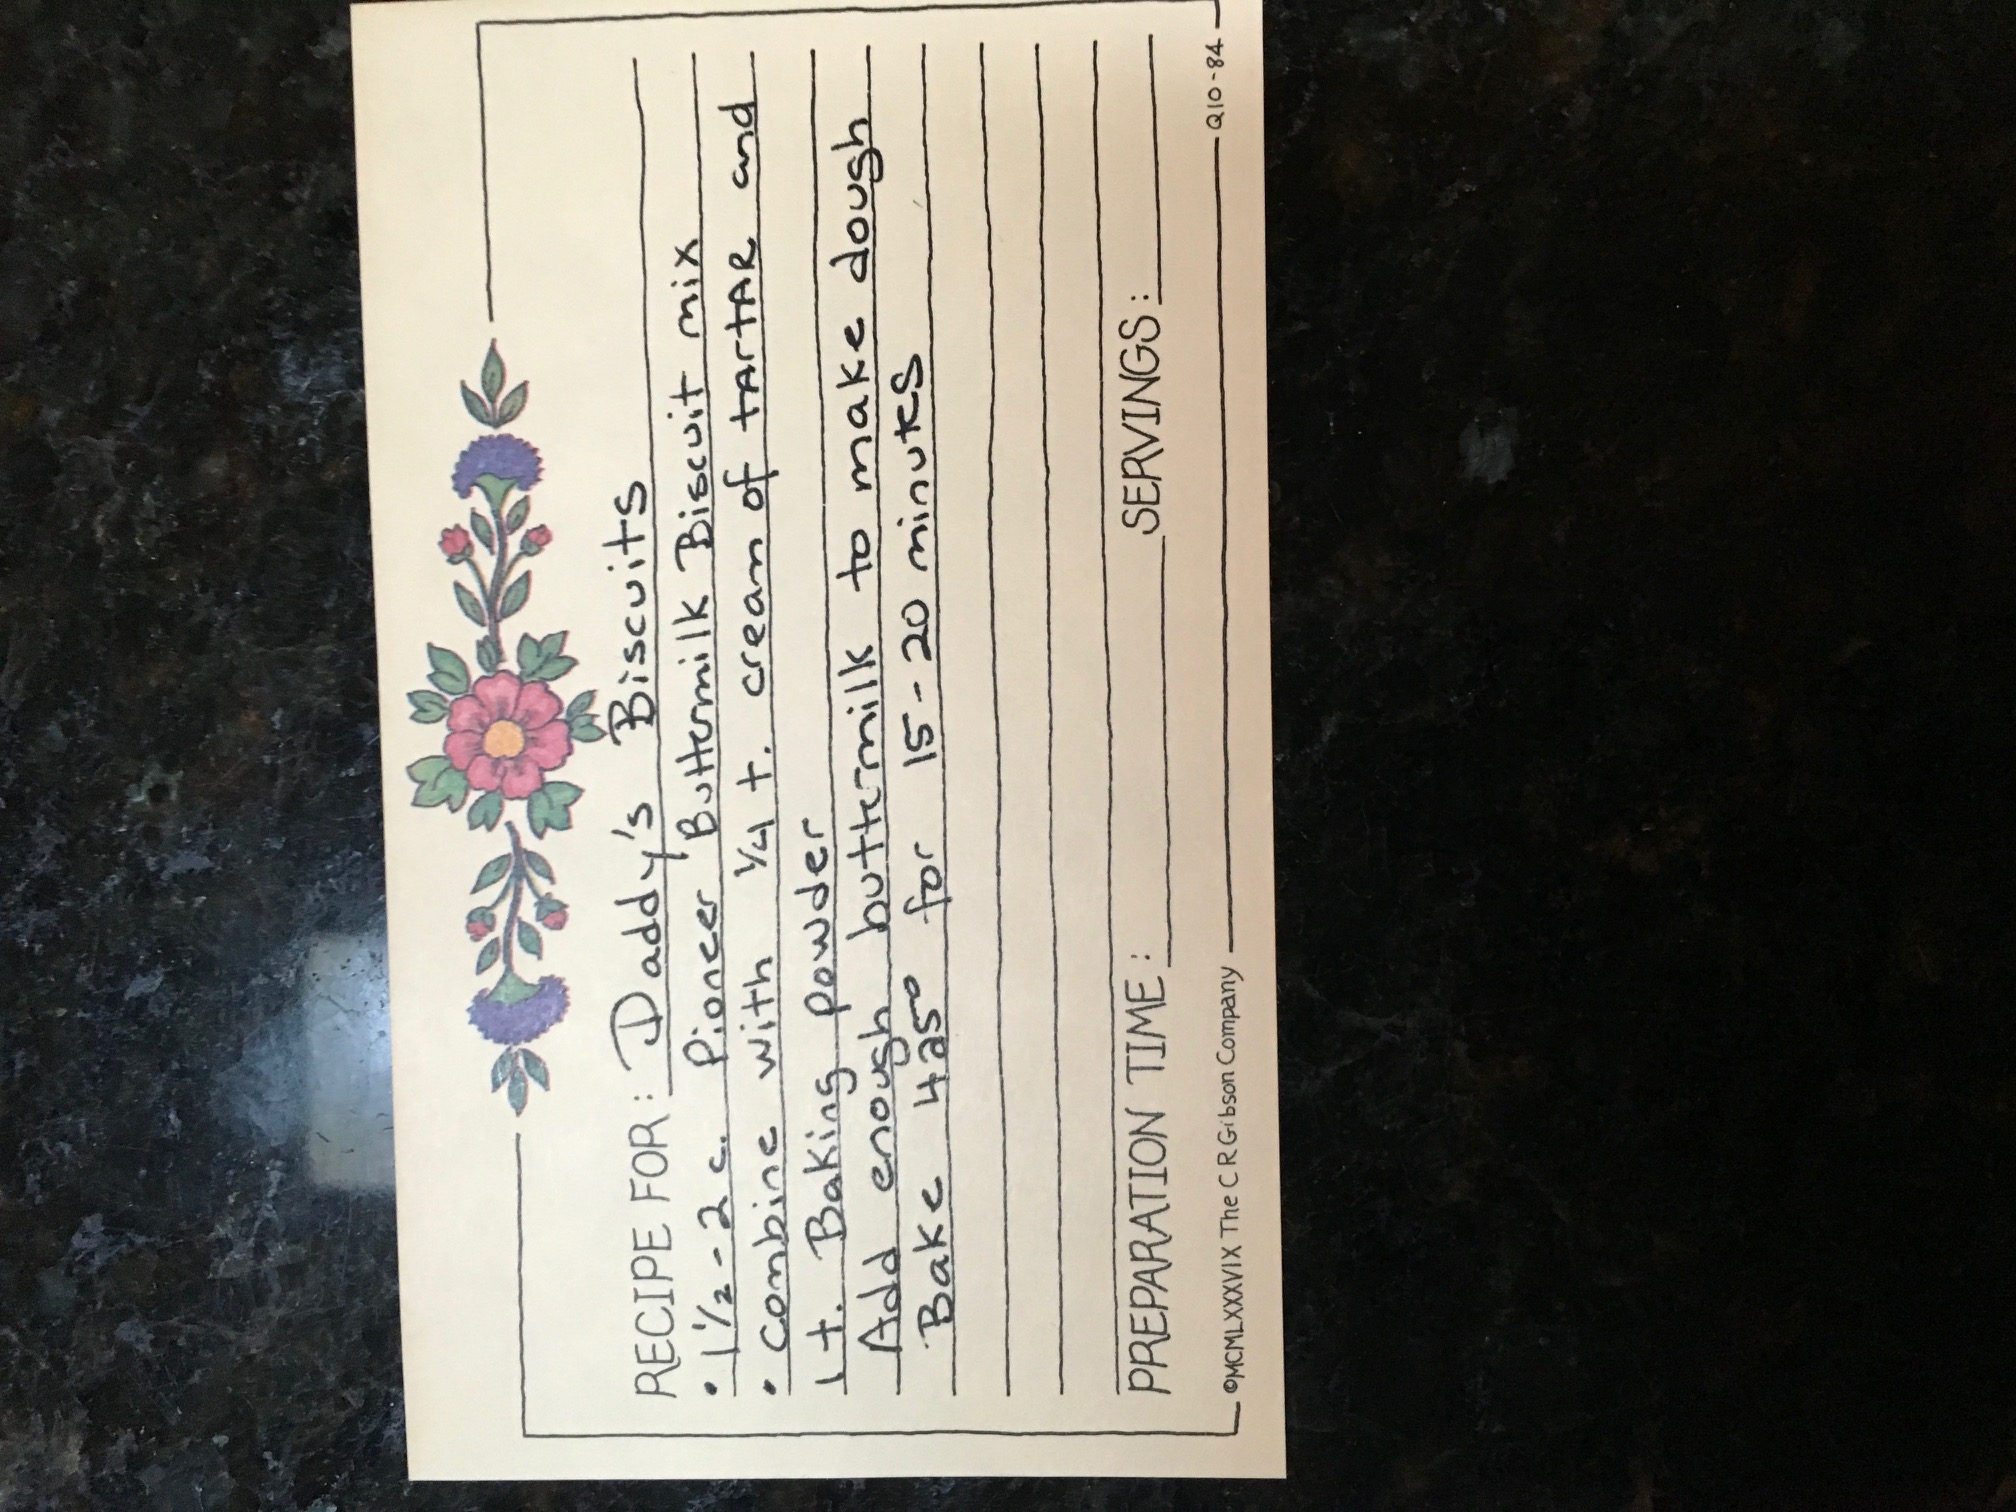 RECIPE FOR: Daddy's Biscuits
• 1 1/2 - 2 c. Pioneer Buttermilk Biscuit mix
• combine with 1/4 t. cream of tArtAR and
1 t. Baking powder
Add enough buttermilk to make dough
Bake 425° for 15-20 minutes
PREPARATION TIME: SERVINGS:
©MCMLXXXVIX The C R Gibson Company Q10-84